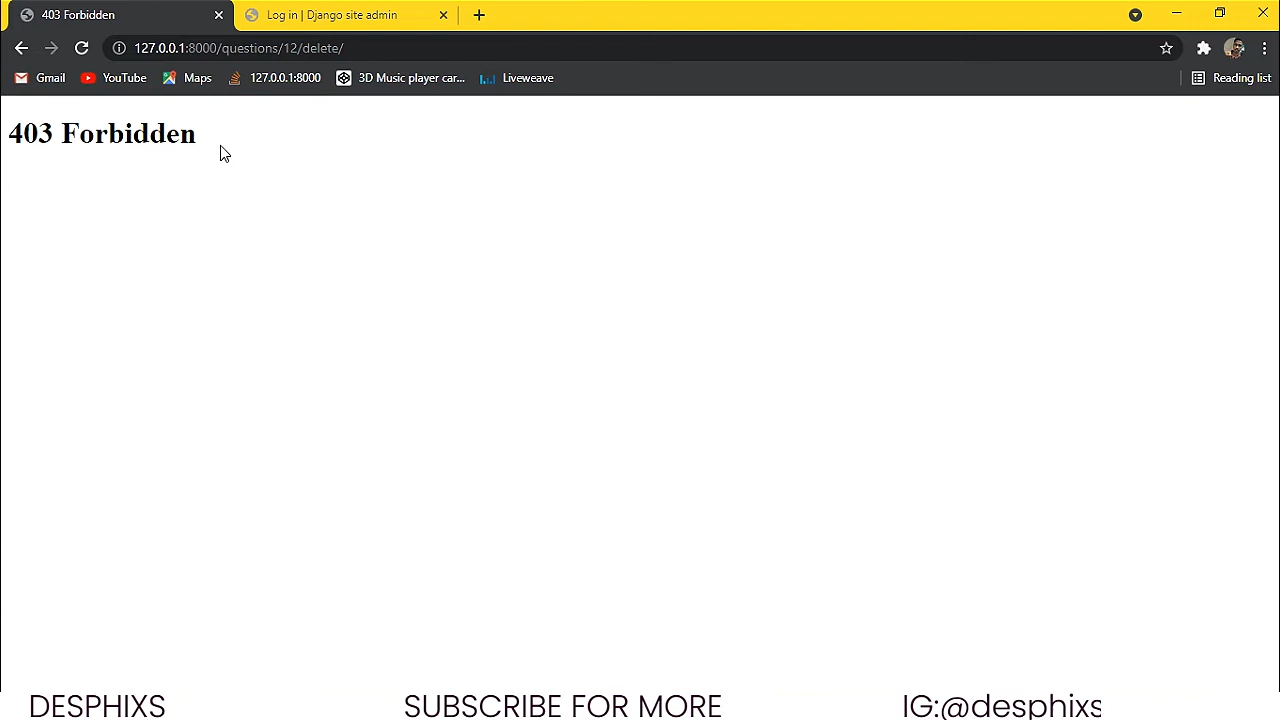 403 Forbidden
Log in | Django site admin
127.0.0.1:8000/questions/12/delete/
Gmail
YouTube
Maps
127.0.0.1:8000
3D Music player car...
Liveweave
Reading list
403 Forbidden
DESPHIXS
SUBSCRIBE FOR MORE
IG:@desphixs